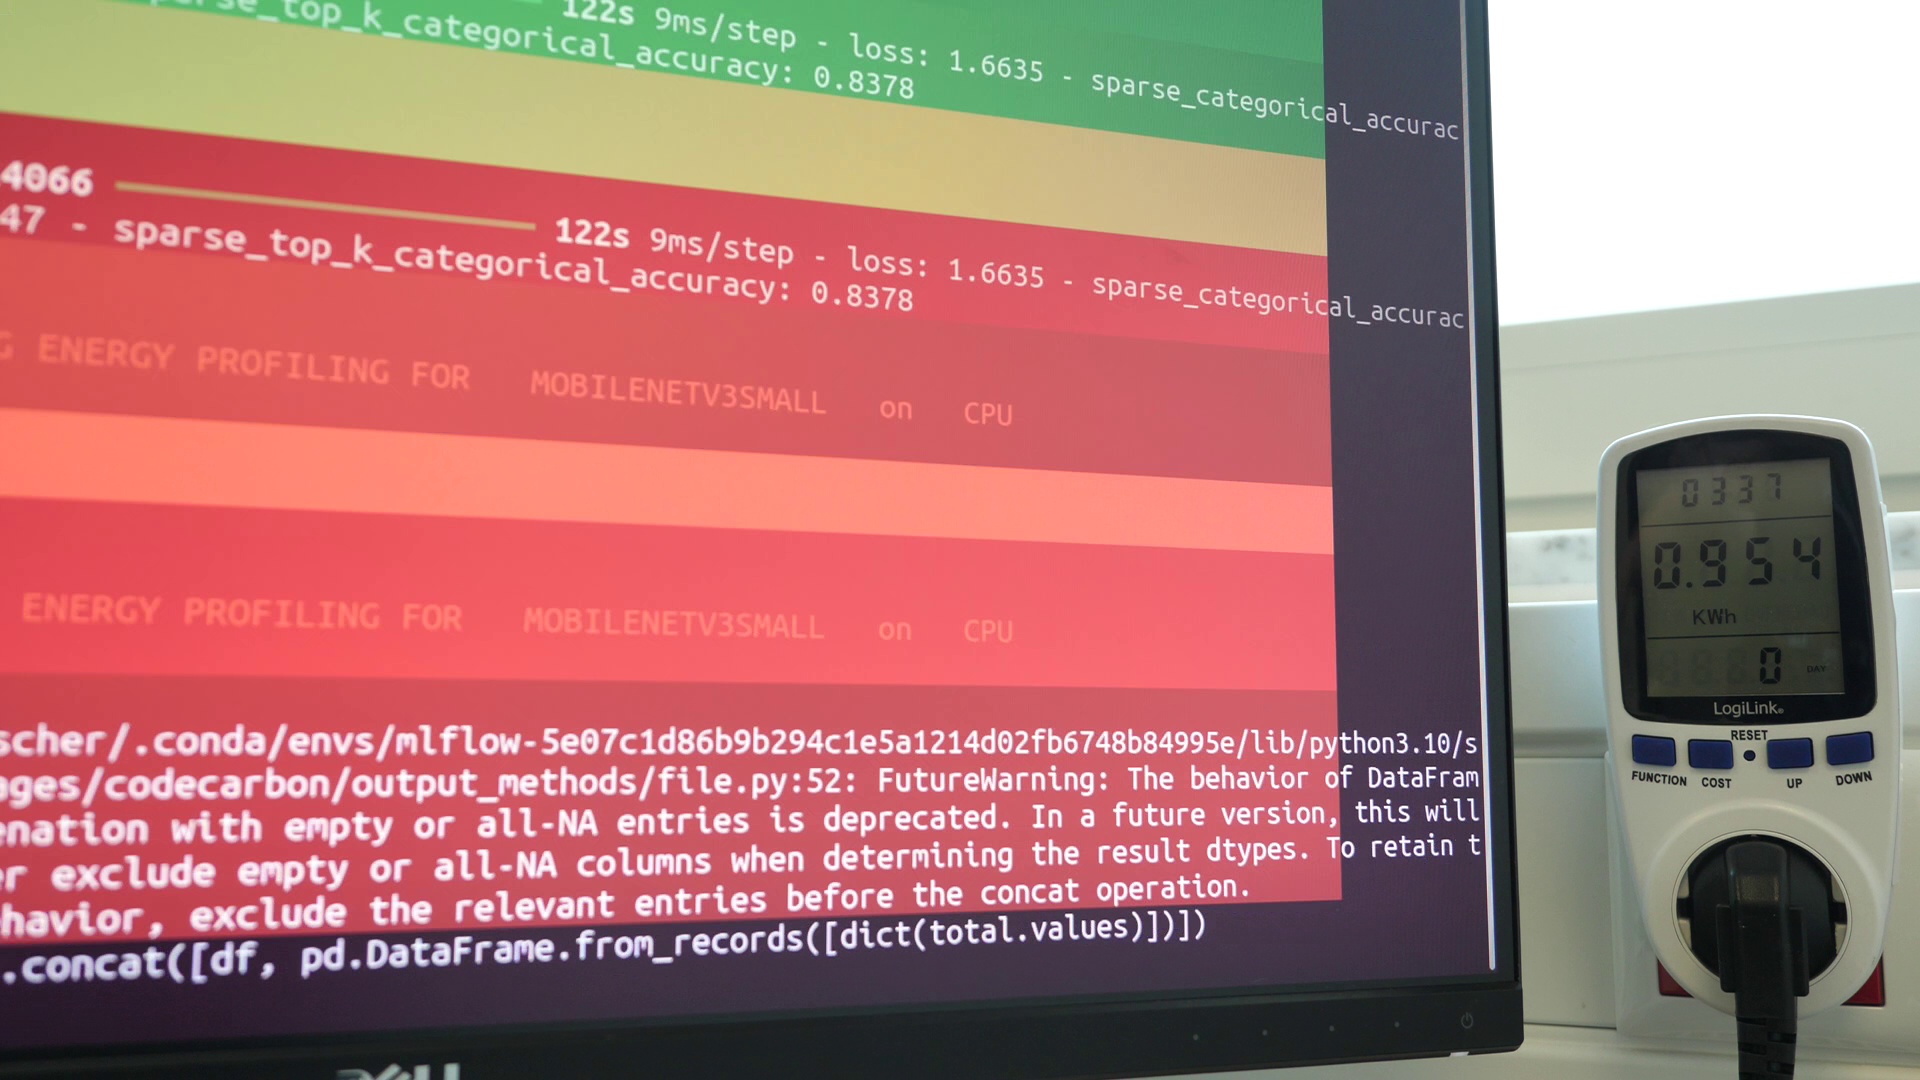 122s 9ms/step - loss: 1.6635 - sparse_categorical_accurac
se_top_k_categorical_accuracy: 0.8378
4066 122s 9ms/step - loss: 1.6635 - sparse_categorical_accurac
47 - sparse_top_k_categorical_accuracy: 0.8378
G ENERGY PROFILING FOR MOBILENETV3SMALL on CPU
ENERGY PROFILING FOR MOBILENETV3SMALL on CPU
scher/.conda/envs/mlflow-5e07c1d86b9b294c1e5a1214d02fb6748b84995e/lib/python3.10/s
ages/codecarbon/output_methods/file.py:52: FutureWarning: The behavior of DataFram
enation with empty or all-NA entries is deprecated. In a future version, this will
er exclude empty or all-NA columns when determining the result dtypes. To retain t
havior, exclude the relevant entries before the concat operation.
.concat([df, pd.DataFrame.from_records([dict(total.values)])])
DELL
0337
0.954
KWh
0 DAY
LogiLink
RESET
FUNCTION COST UP DOWN